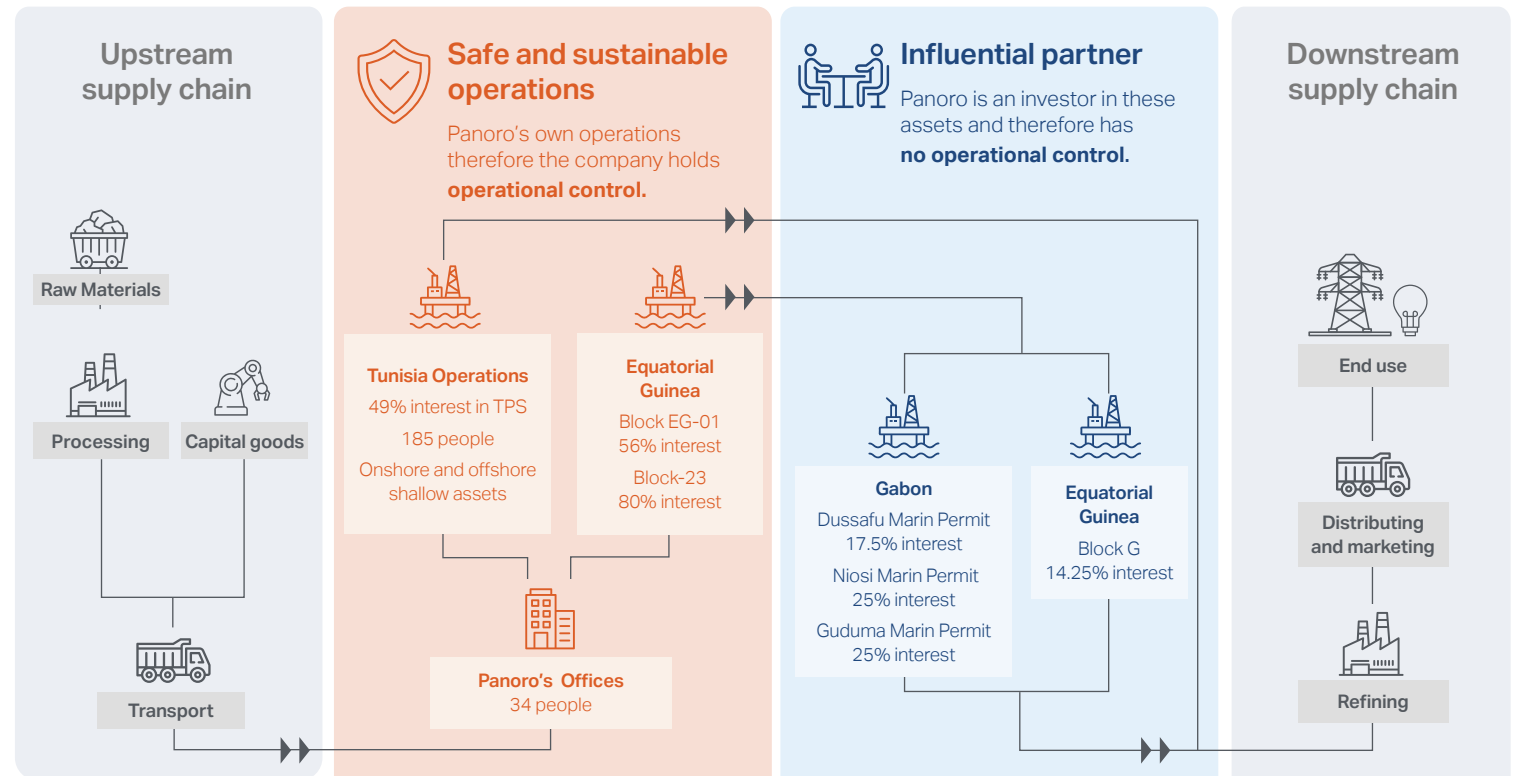 Upstream
supply chain
Raw Materials
Processing
Capital goods
Transport
Safe and sustainable
operations
Panoro's own operations
therefore the company holds
operational control.
Tunisia Operations
49% interest in TPS
185 people
Onshore and offshore
shallow assets
Equatorial
Guinea
Block EG-01
56% interest
Block-23
80% interest
Panoro's Offices
34 people
Influential partner
Panoro is an investor in these
assets and therefore has
no operational control.
Gabon
Dussafu Marin Permit
17.5% interest
Niosi Marin Permit
25% interest
Guduma Marin Permit
25% interest
Equatorial
Guinea
Block G
14.25% interest
Downstream
supply chain
End use
Distributing
and marketing
Refining